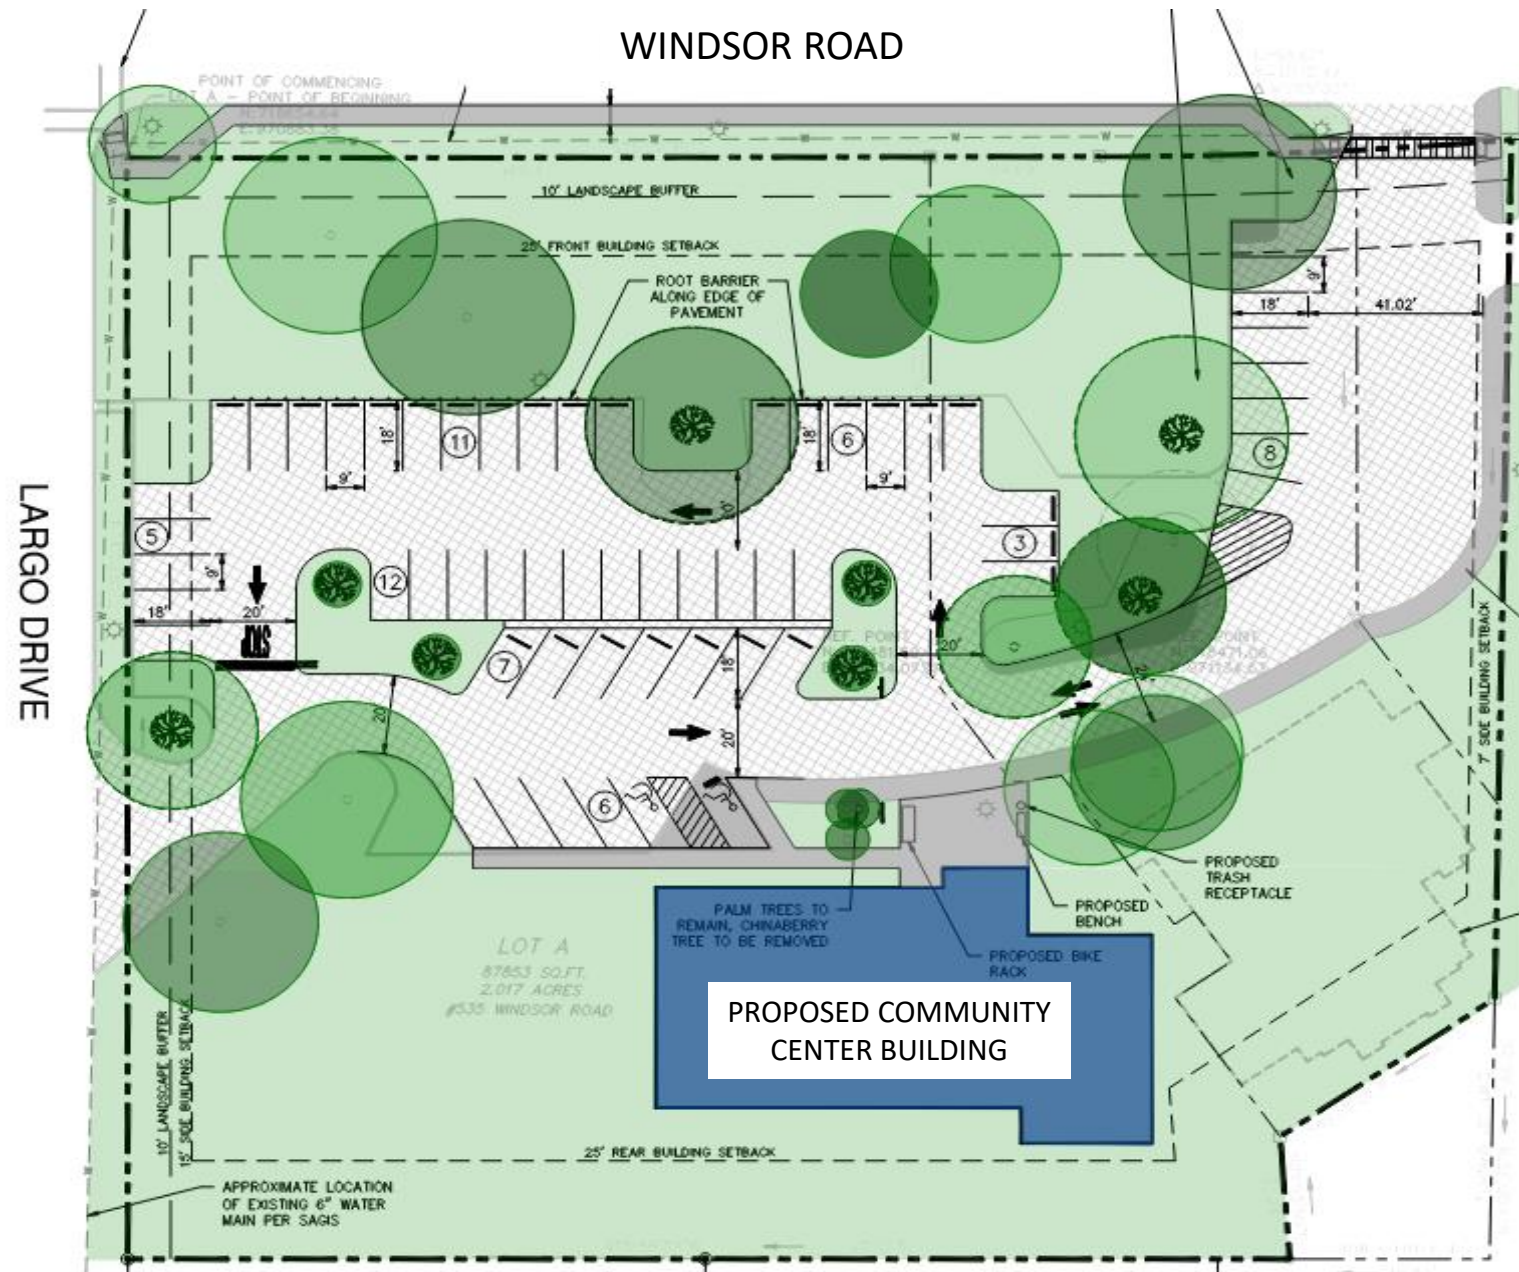 WINDSOR ROAD
POINT OF COMMENCING
LOT A - POINT OF BEGINNING
10' LANDSCAPE BUFFER
25' FRONT BUILDING SETBACK
ROOT BARRIER
ALONG EDGE OF
PAVEMENT
9'
18'
41.02'
18'
11
18'
6
8
9'
9'
5
3
9'
12
18'
20'
STOP
LARGO DRIVE
7
18'
20'
20'
20'
7' SIDE BUILDING SETBACK
6
PROPOSED
TRASH
RECEPTACLE
PROPOSED
BENCH
PALM TREES TO
REMAIN, CHINABERRY
TREE TO BE REMOVED
PROPOSED BIKE
RACK
LOT A
87853 SQ.FT.
2.017 ACRES
#535 WINDSOR ROAD
PROPOSED COMMUNITY
CENTER BUILDING
10' LANDSCAPE BUFFER
15' SIDE BUILDING SETBACK
25' REAR BUILDING SETBACK
APPROXIMATE LOCATION
OF EXISTING 6" WATER
MAIN PER SAGIS